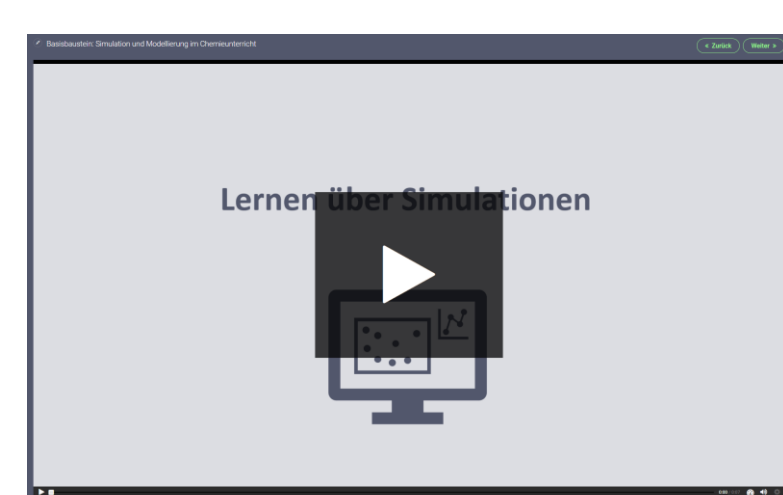 Basisbaustein: Simulation und Modellierung im Chemieunterricht
« Zurück
Weiter »
Lernen über Simulationen